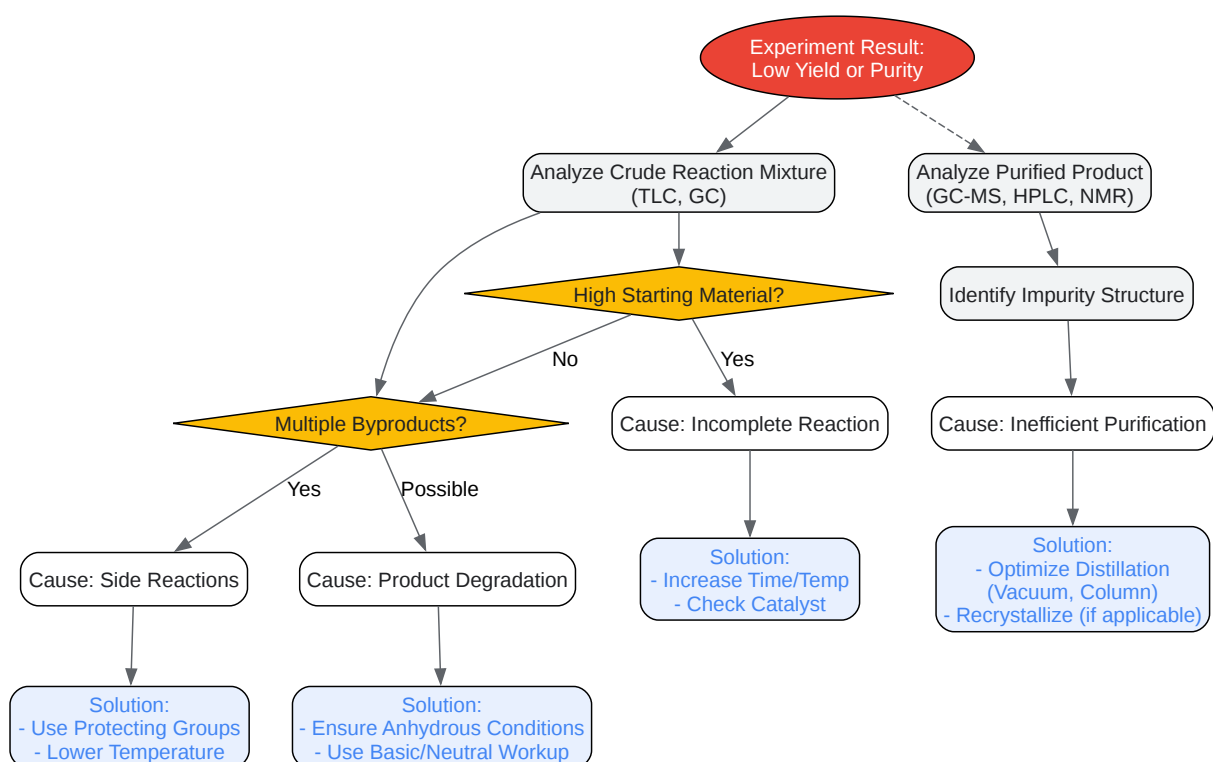 Experiment Result:
Low Yield or Purity
Analyze Crude Reaction Mixture
(TLC, GC)
Analyze Purified Product
(GC-MS, HPLC, NMR)
High Starting Material?
Identify Impurity Structure
No
Yes
Multiple Byproducts?
Cause: Incomplete Reaction
Cause: Inefficient Purification
Yes
Possible
Cause: Side Reactions
Cause: Product Degradation
Solution:
- Increase Time/Temp
- Check Catalyst
Solution:
- Optimize Distillation
(Vacuum, Column)
- Recrystallize (if applicable)
Solution:
- Use Protecting Groups
- Lower Temperature
Solution:
- Ensure Anhydrous Conditions
- Use Basic/Neutral Workup